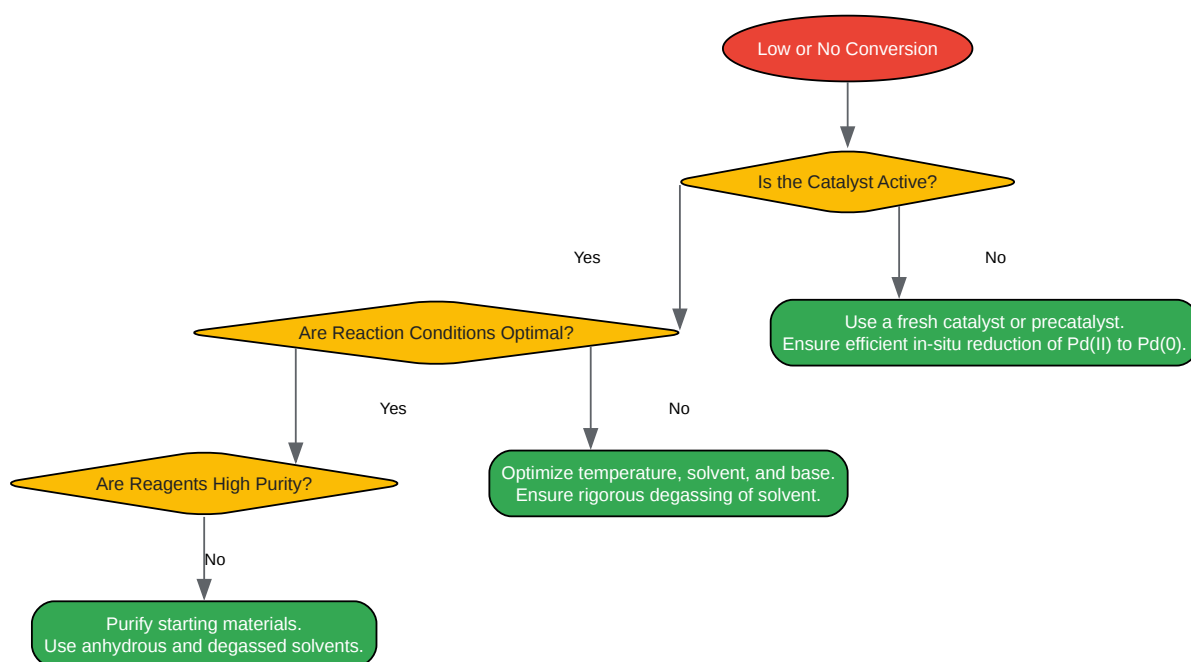 Low or No Conversion
Is the Catalyst Active?
Yes
No
Use a fresh catalyst or precatalyst.
Ensure efficient in-situ reduction of Pd(II) to Pd(0).
Are Reaction Conditions Optimal?
Yes
No
Optimize temperature, solvent, and base.
Ensure rigorous degassing of solvent.
Are Reagents High Purity?
No
Purify starting materials.
Use anhydrous and degassed solvents.